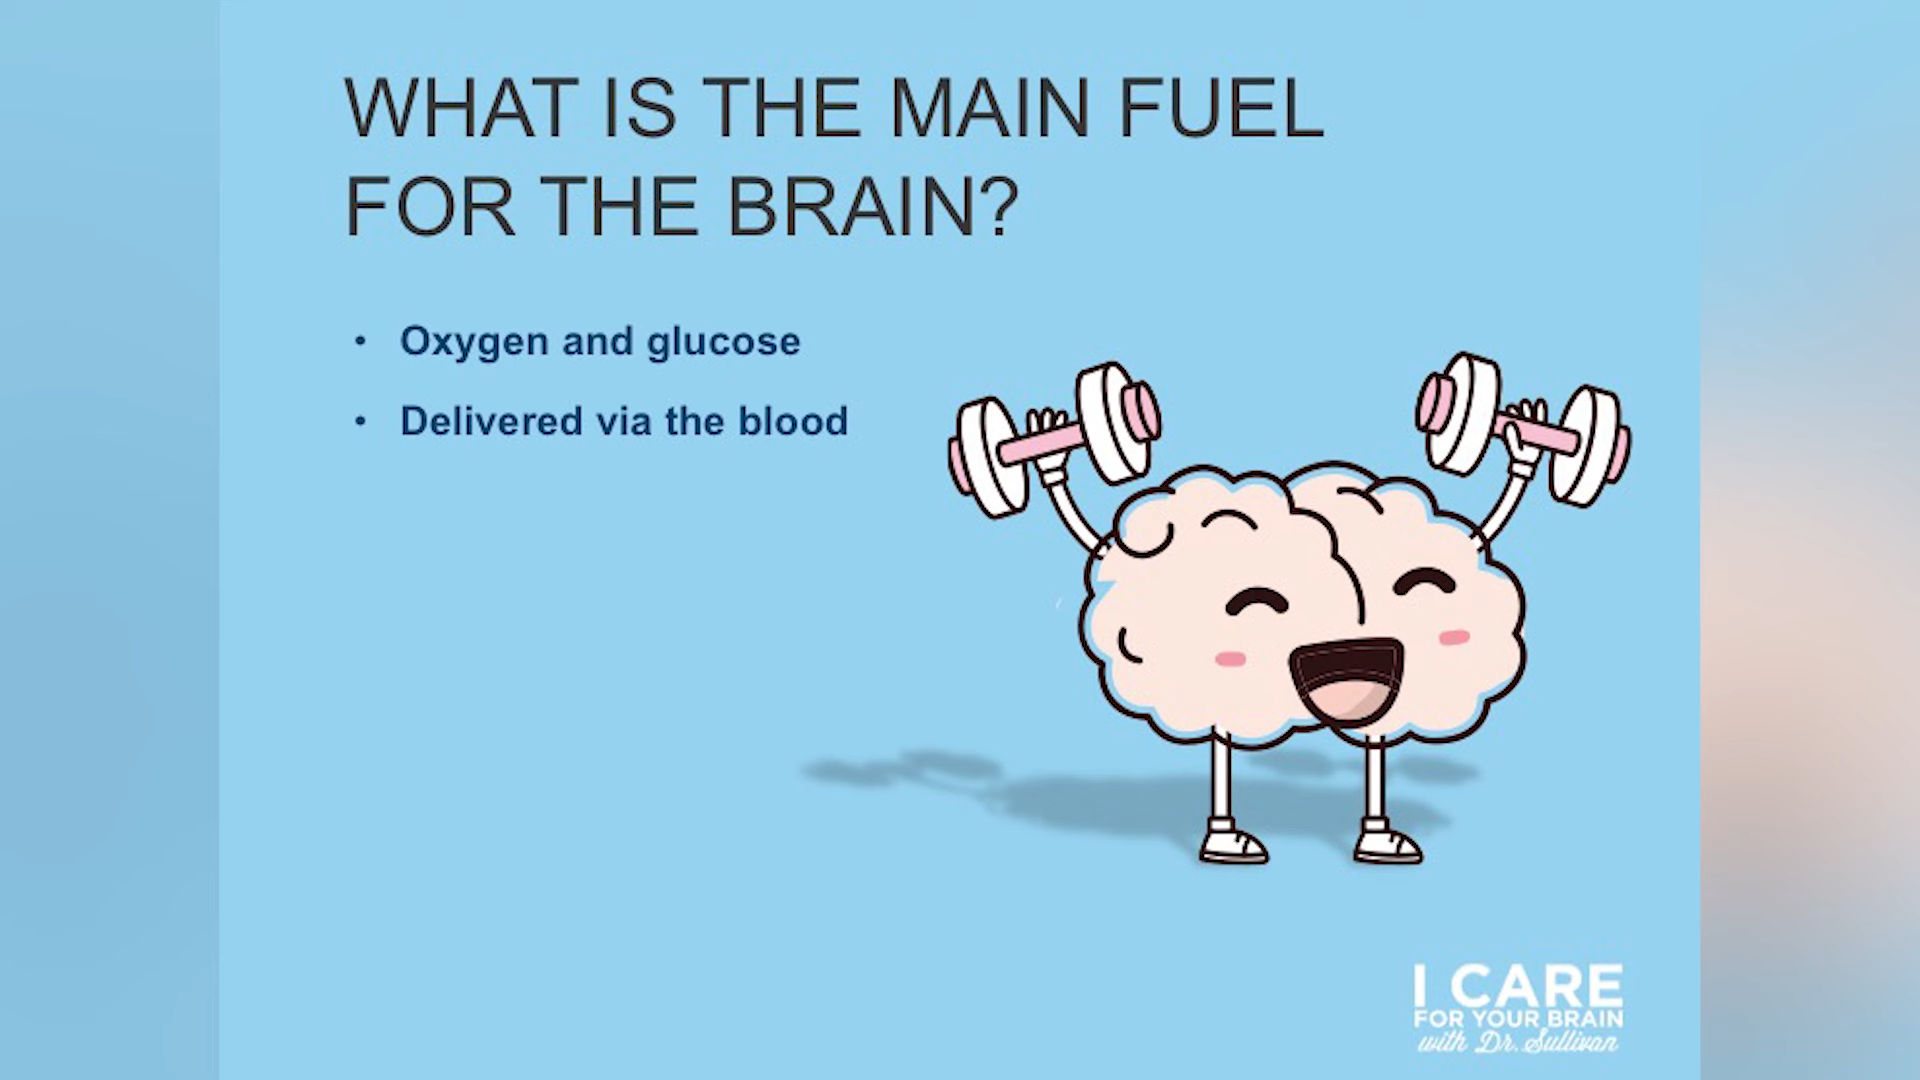 WHAT IS THE MAIN FUEL
FOR THE BRAIN?
• Oxygen and glucose
• Delivered via the blood
I CARE
FOR YOUR BRAIN
with Dr. Sullivan